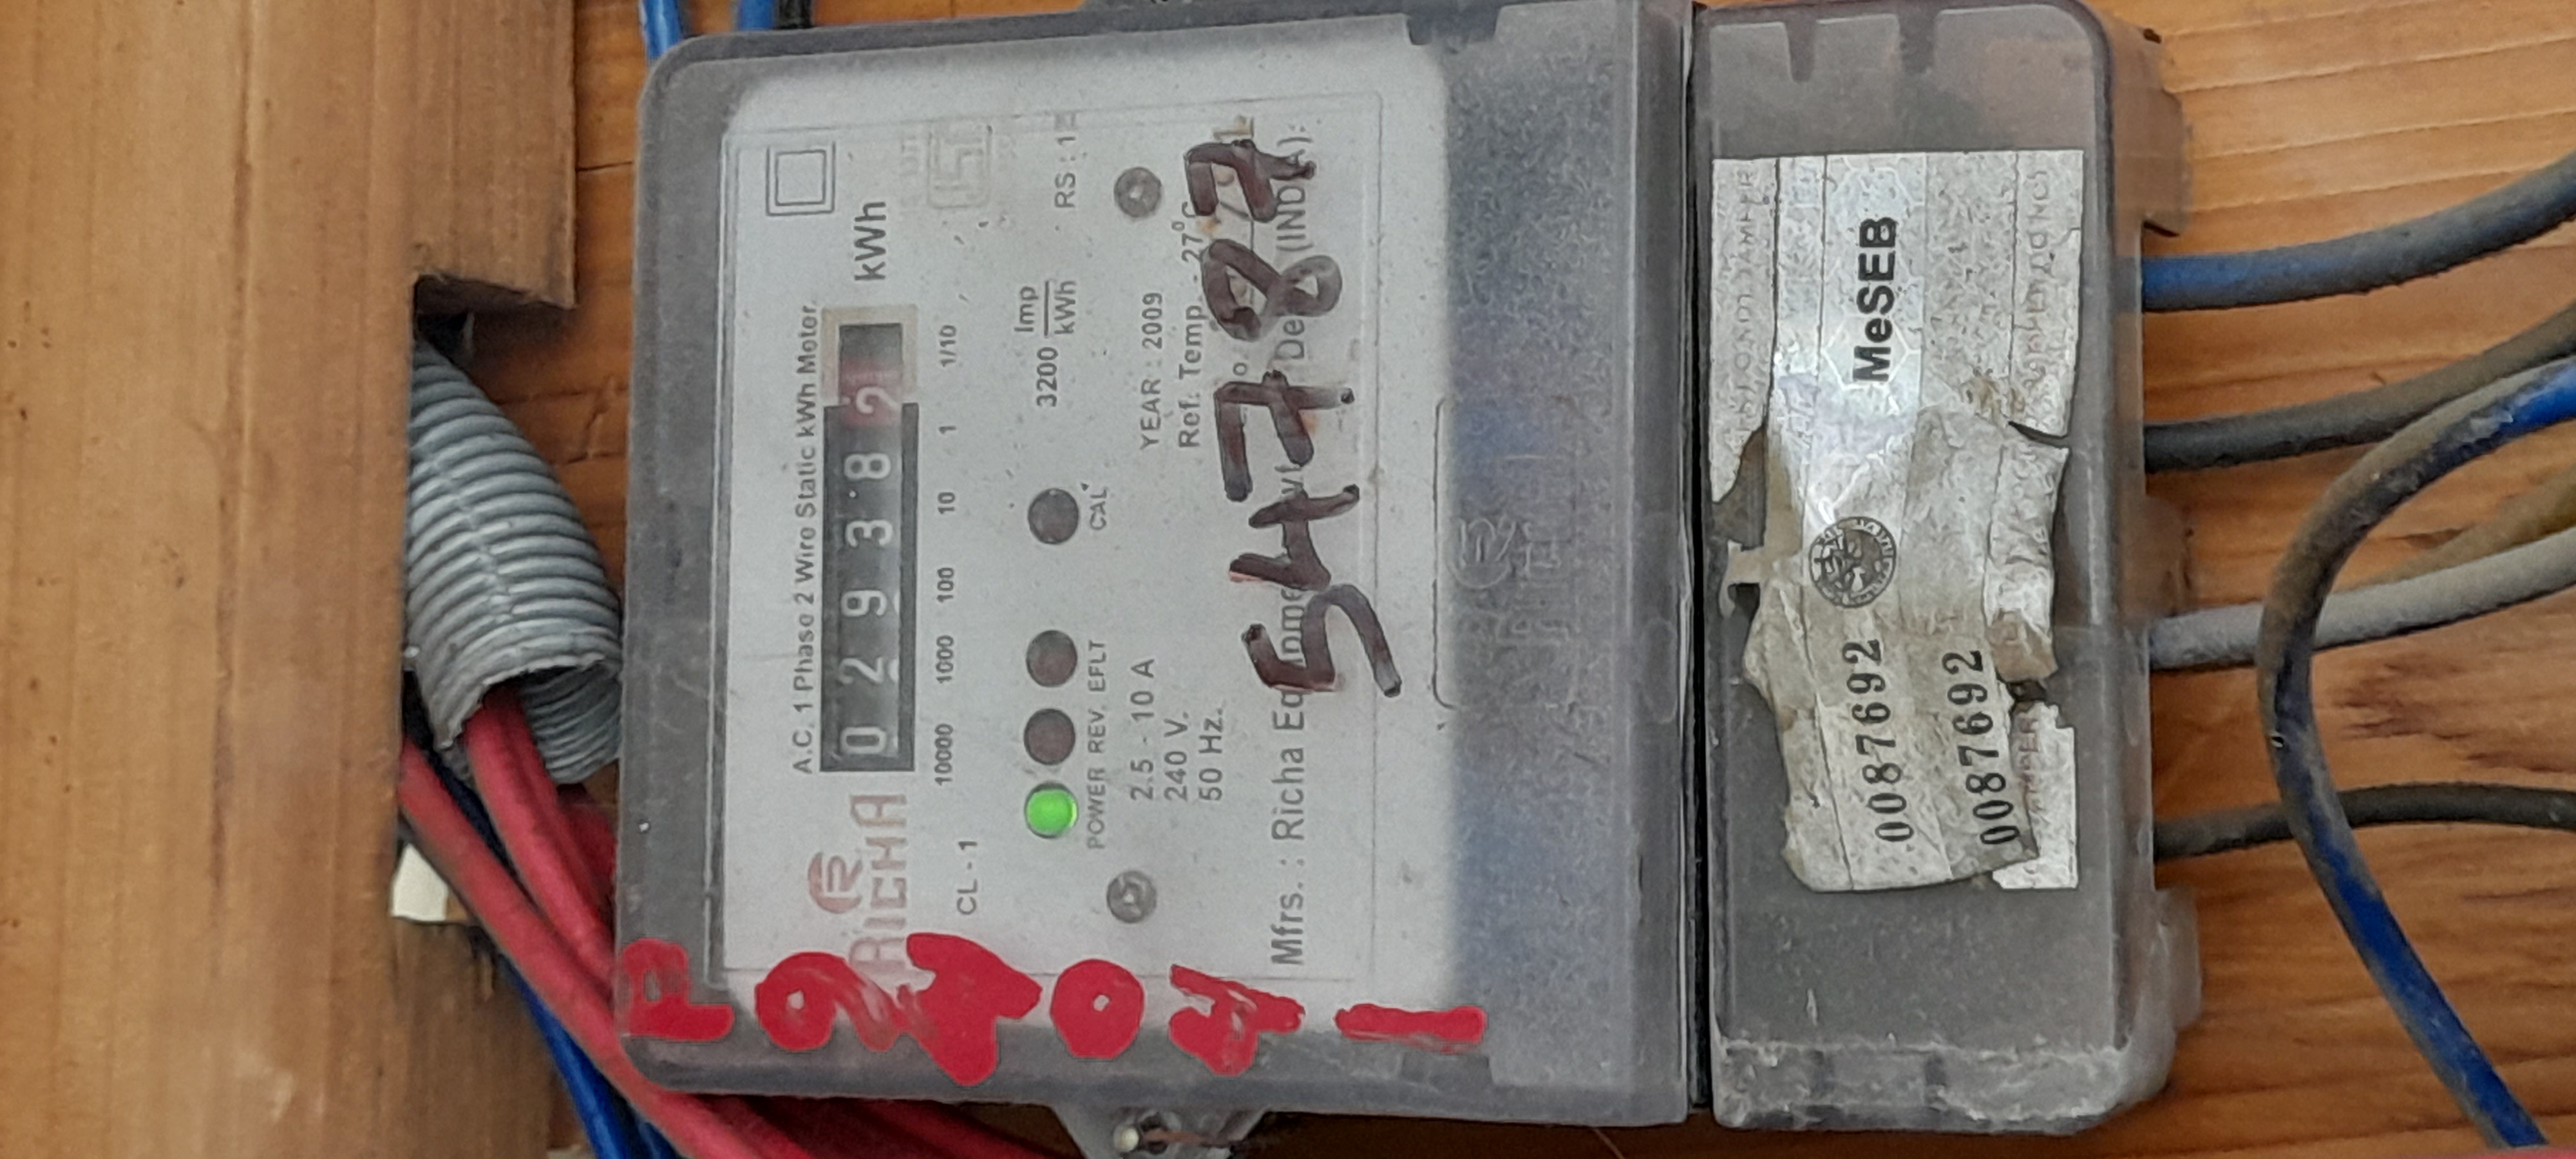 A.C. 1 Phase 2 Wire Static kWh Motor
RICHA
0 2 9 3 8 2 kWh
10000 1000 100 10 1 1/10
CL - 1
3200 Imp/kWh
RS : 1
POWER REV. EFLT CAL
2.5 - 10 A
240 V.
50 Hz.
YEAR : 2009
Ref. Temp. 27°C
54787
Mfrs. : Richa
(INDIA).
MeSEB
0087692
0087692
1